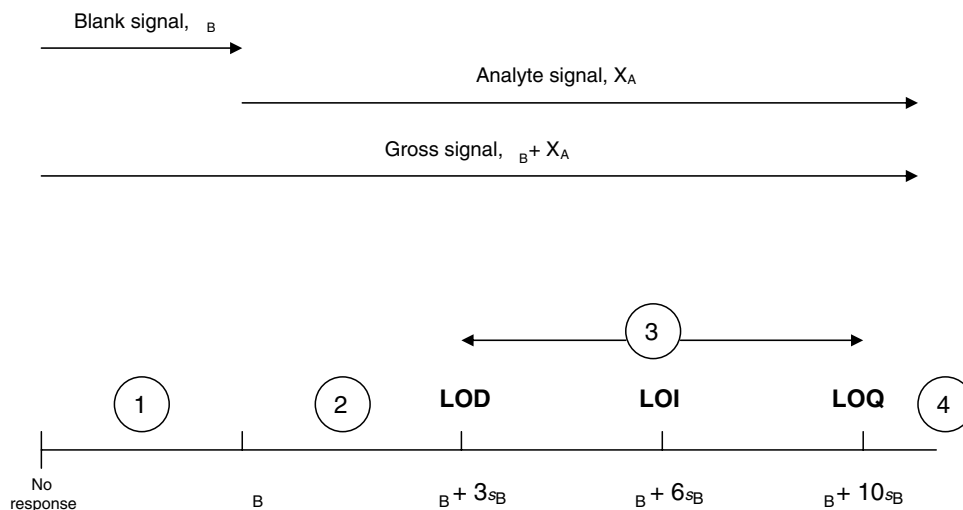 Blank signal, B
Analyte signal, XA
Gross signal, B + XA
3
1 2 LOD LOI LOQ 4
No response B B + 3sB B + 6sB B + 10sB